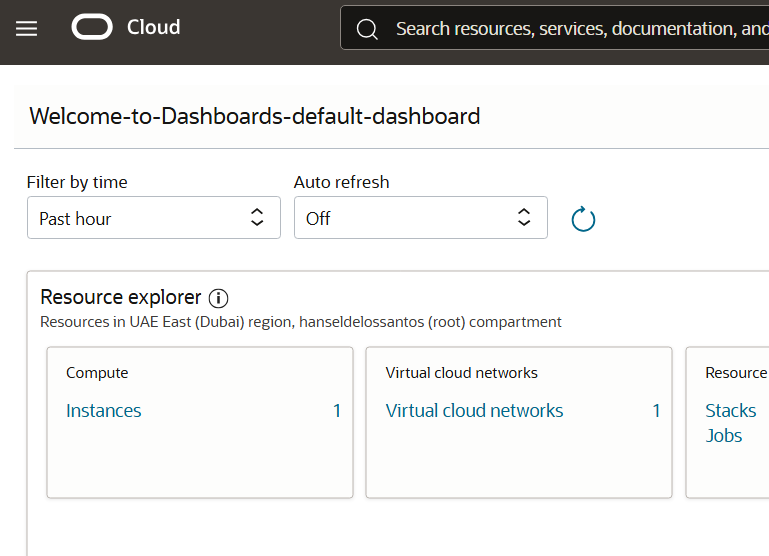 Cloud
Search resources, services, documentation, and
Welcome-to-Dashboards-default-dashboard
Filter by time
Auto refresh
Past hour
Off
Resource explorer
Resources in UAE East (Dubai) region, hanseldelossantos (root) compartment
Compute
Instances 1
Virtual cloud networks
Virtual cloud networks 1
Resource
Stacks
Jobs